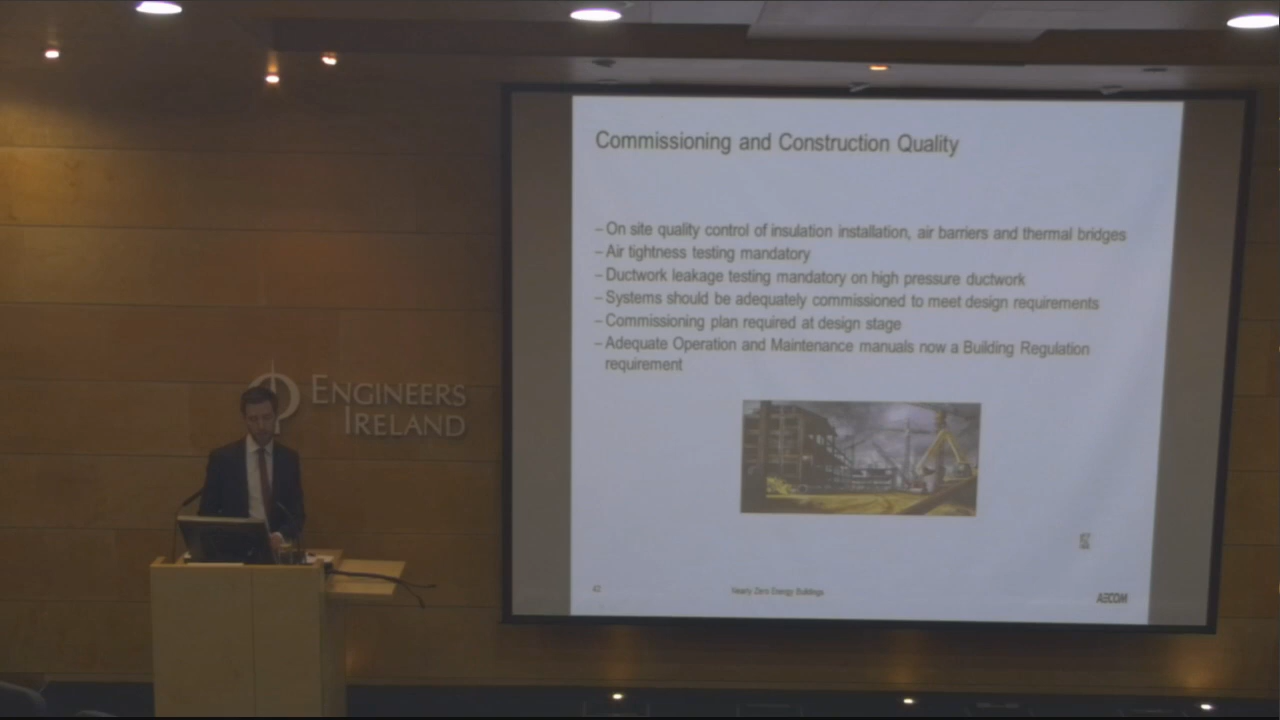 Commissioning and Construction Quality
– On site quality control of insulation installation, air barriers and thermal bridges
– Air tightness testing mandatory
– Ductwork leakage testing mandatory on high pressure ductwork
– Systems should be adequately commissioned to meet design requirements
– Commissioning plan required at design stage
– Adequate Operation and Maintenance manuals now a Building Regulation
requirement
ENGINEERS
IRELAND
Nearly Zero Energy Buildings
AECOM